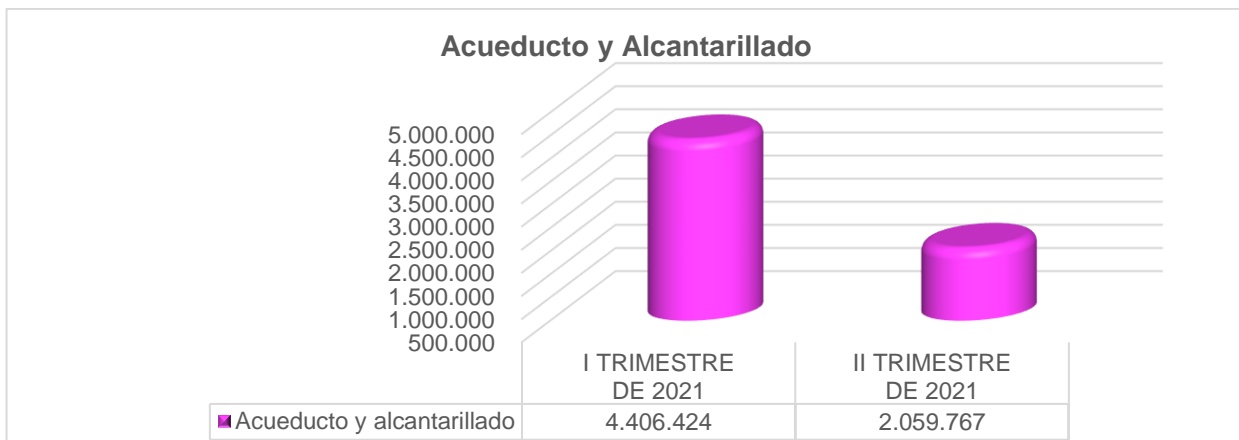 Acueducto y Alcantarillado
5.000.000
4.500.000
4.000.000
3.500.000
3.000.000
2.500.000
2.000.000
1.500.000
1.000.000
500.000
I TRIMESTRE
DE 2021
II TRIMESTRE
DE 2021
Acueducto y alcantarillado 4.406.424 2.059.767